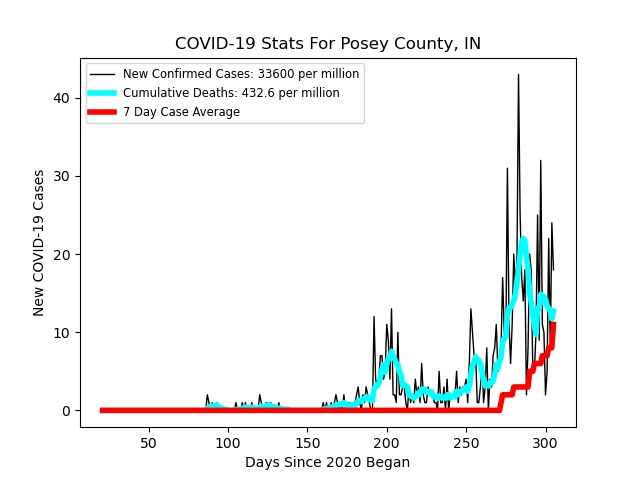 COVID-19 Stats For Posey County, IN
New Confirmed Cases: 33600 per million
Cumulative Deaths: 432.6 per million
7 Day Case Average
New COVID-19 Cases
40
30
20
10
0
50 100 150 200 250 300
Days Since 2020 Began